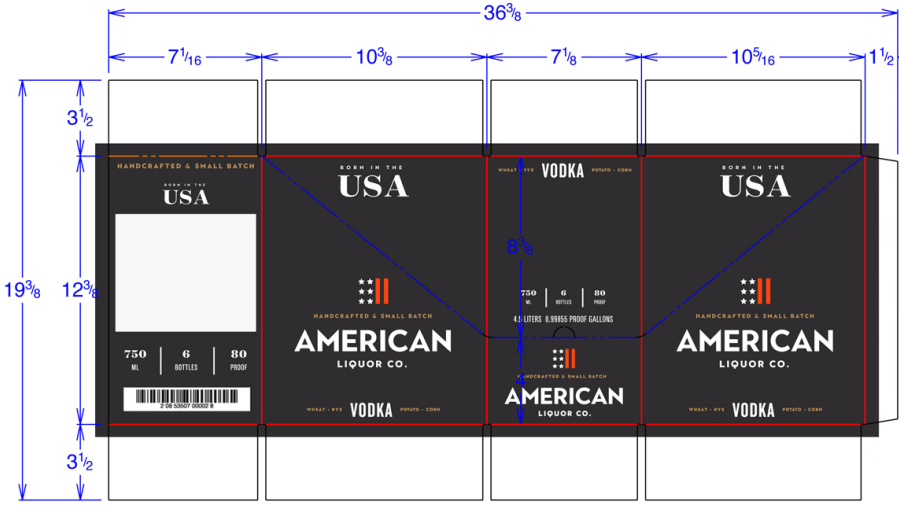 36 3/8
7 1/16
10 3/8
7 1/8
10 5/16
1 1/2
3 1/2
19 3/8
12 3/8
3 1/2
HANDCRAFTED & SMALL BATCH
BORN IN THE
USA
750
ML
6
BOTTLES
80
PROOF
2 08 53507 00002 8
BORN IN THE
USA
HANDCRAFTED & SMALL BATCH
AMERICAN
LIQUOR CO.
WHEAT • RYE VODKA POTATO • CORN
WHEAT • RYE VODKA POTATO • CORN
8 3/8
750
ML
6
BOTTLES
80
PROOF
LITERS 0.99855 PROOF GALLONS
4
HANDCRAFTED & SMALL BATCH
AMERICAN
LIQUOR CO.
BORN IN THE
USA
HANDCRAFTED & SMALL BATCH
AMERICAN
LIQUOR CO.
WHEAT • RYE VODKA POTATO • CORN